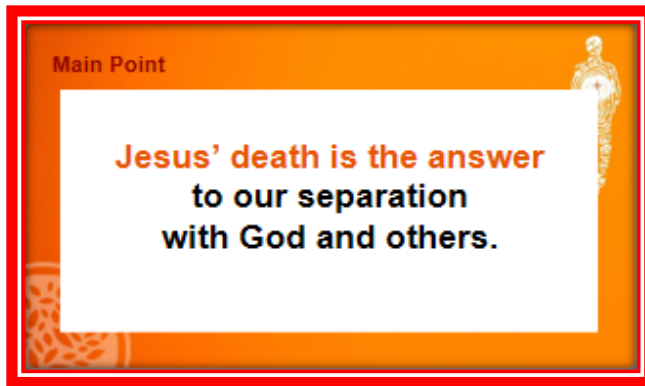 Main Point
Jesus’ death is the answer
to our separation
with God and others.